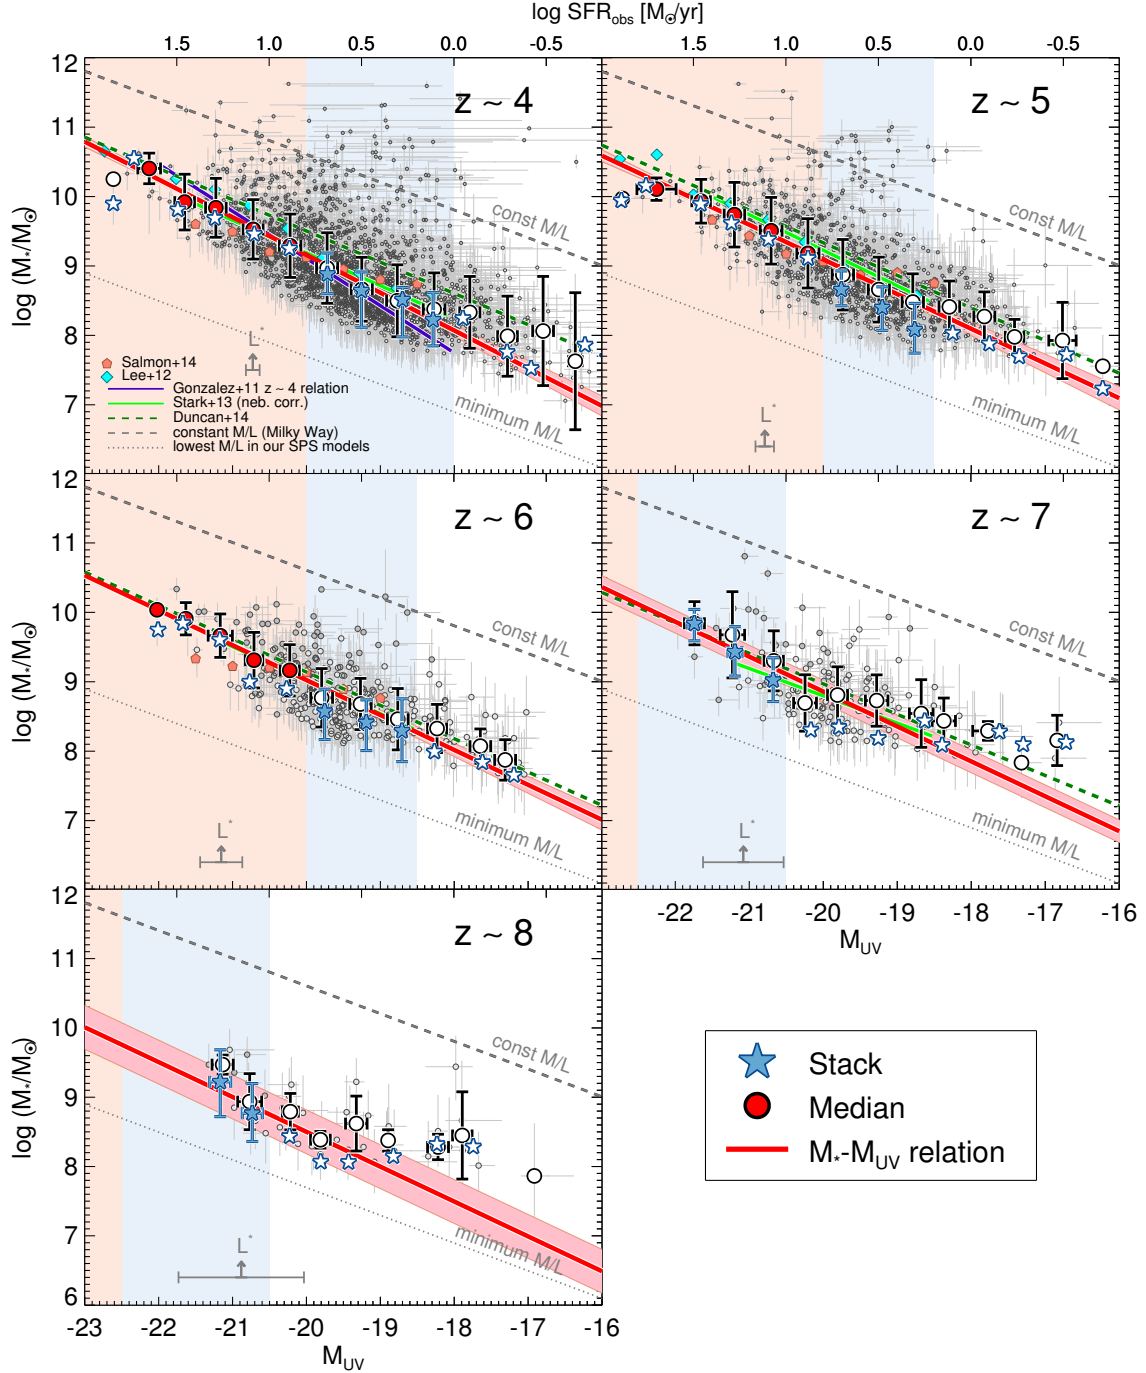 log SFRobs [M☉/yr]
1.5 1.0 0.5 0.0 -0.5 1.5 1.0 0.5 0.0 -0.5
12
11
10
9
8
7
log (M*/M☉)
z ~ 4
const M/L
minimum M/L
L*
Salmon+14
Lee+12
Gonzalez+11 z ~ 4 relation
Stark+13 (neb. corr.)
Duncan+14
constant M/L (Milky Way)
lowest M/L in our SPS models
z ~ 5
const M/L
minimum M/L
L*
12
11
10
9
8
7
log (M*/M☉)
z ~ 6
const M/L
minimum M/L
L*
z ~ 7
const M/L
minimum M/L
L*
-22 -21 -20 -19 -18 -17 -16
MUV
12
11
10
9
8
7
6
log (M*/M☉)
z ~ 8
const M/L
minimum M/L
L*
-23 -22 -21 -20 -19 -18 -17 -16
MUV
Stack
Median
M*-MUV relation